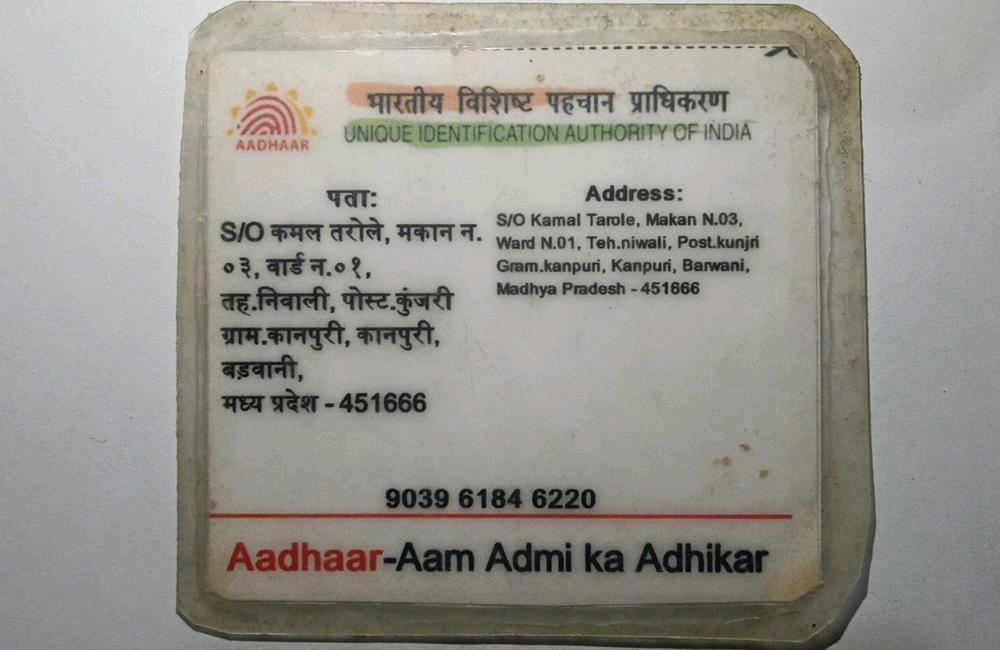 भारतीय विशिष्ट पहचान प्राधिकरण
AADHAAR
UNIQUE IDENTIFICATION AUTHORITY OF INDIA
पता:
S/O कमल तरोले, मकान न.
०३, वार्ड न.०१,
तह.निवाली, पोस्ट.कुंजरी
ग्राम.कानपुरी, कानपुरी,
बड़वानी,
मध्य प्रदेश - 451666
Address:
S/O Kamal Tarole, Makan N.03,
Ward N.01, Teh.niwali, Post.kunjri
Gram.kanpuri, Kanpuri, Barwani,
Madhya Pradesh - 451666
9039 6184 6220
Aadhaar-Aam Admi ka Adhikar